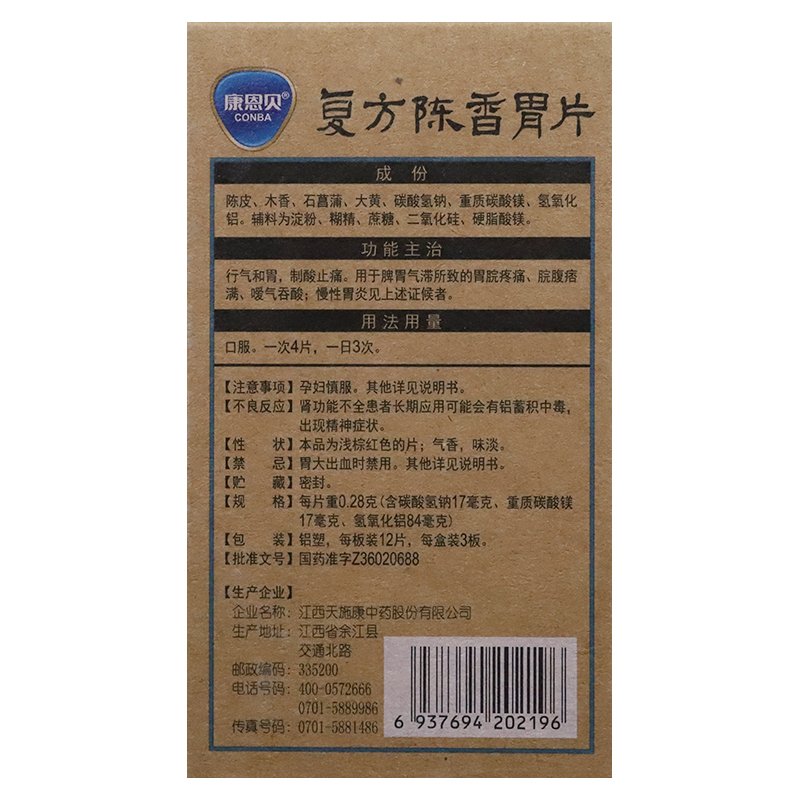 康恩贝®
CONBA
复方陈香胃片
成 份
陈皮、木香、石菖蒲、大黄、碳酸氢钠、重质碳酸镁、氢氧化
铝。辅料为淀粉、糊精、蔗糖、二氧化硅、硬脂酸镁。
功能主治
行气和胃，制酸止痛。用于脾胃气滞所致的胃脘疼痛、脘腹痞
满、嗳气吞酸；慢性胃炎见上述证候者。
用法用量
口服。一次4片，一日3次。
【注意事项】孕妇慎服。其他详见说明书。
【不良反应】肾功能不全患者长期应用可能会有铝蓄积中毒，
出现精神症状。
【性 状】本品为浅棕红色的片；气香，味淡。
【禁 忌】胃大出血时禁用。其他详见说明书。
【贮 藏】密封。
【规 格】每片重0.28克(含碳酸氢钠17毫克、重质碳酸镁
17毫克、氢氧化铝84毫克)
【包 装】铝塑，每板装12片，每盒装3板。
【批准文号】国药准字Z36020688
【生产企业】
企业名称：江西天施康中药股份有限公司
生产地址：江西省余江县
交通北路
邮政编码：335200
电话号码：400-0572666
0701-5889986
传真号码：0701-5881486
6 937694 202196